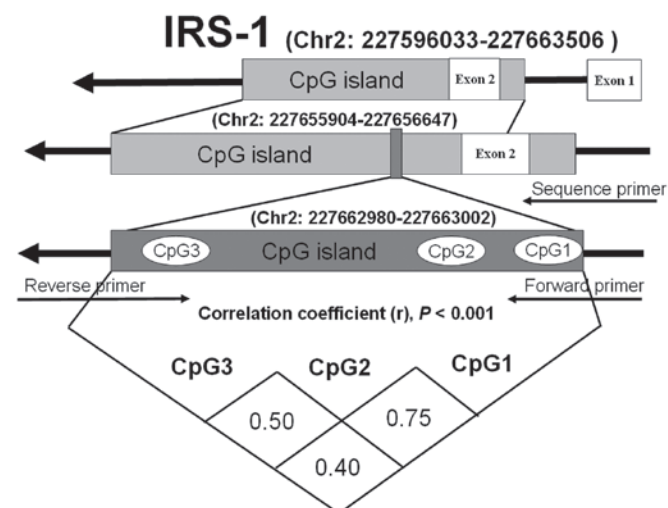 IRS-1 (Chr2: 227596033-227663506 )
CpG island Exon 2 Exon 1
(Chr2: 227655904-227656647)
CpG island Exon 2
Sequence primer
(Chr2: 227662980-227663002)
CpG3 CpG island CpG2 CpG1
Reverse primer Forward primer
Correlation coefficient (r), P < 0.001
CpG3 CpG2 CpG1
0.50 0.75
0.40